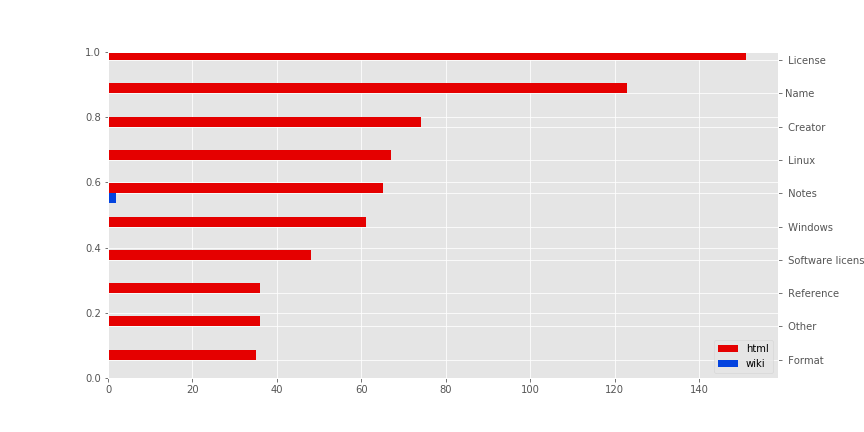 1.0
License
Name
0.8
Creator
Linux
0.6
Notes
Windows
0.4
Software licens
Reference
0.2
Other
html
wiki
Format
0.0
0 20 40 60 80 100 120 140